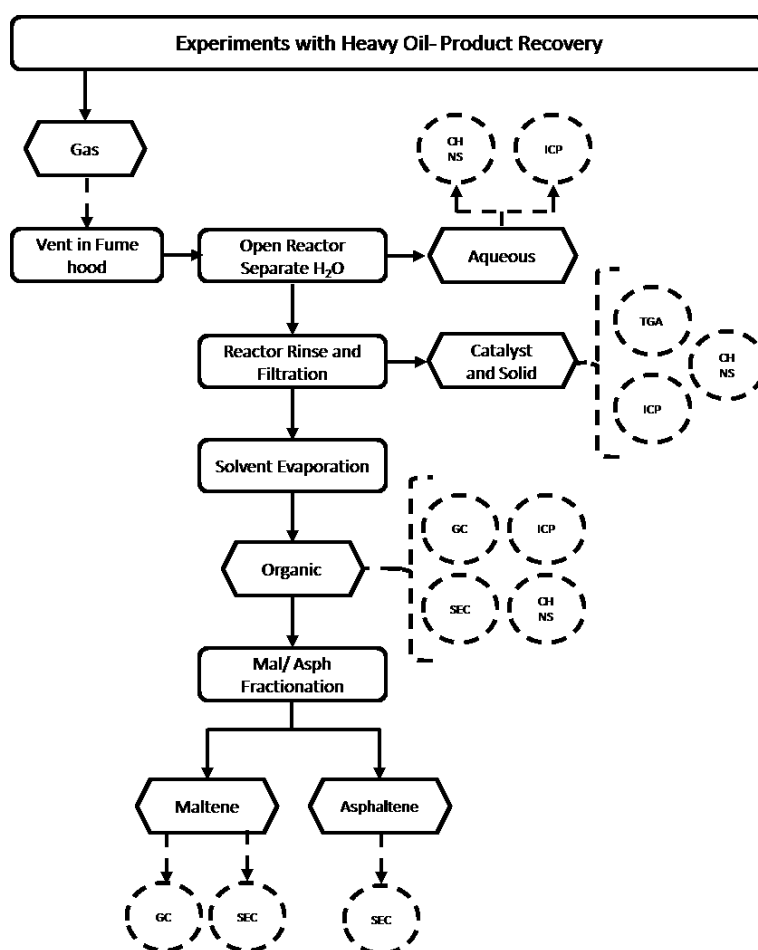 Experiments with Heavy Oil- Product Recovery
Gas
CH
NS
ICP
Vent in Fume
hood
Open Reactor
Separate H₂O
Aqueous
Reactor Rinse and
Filtration
Catalyst
and Solid
TGA
CH
NS
ICP
Solvent Evaporation
Organic
GC
ICP
SEC
CH
NS
Mal/ Asph
Fractionation
Maltene
Asphaltene
GC
SEC
SEC